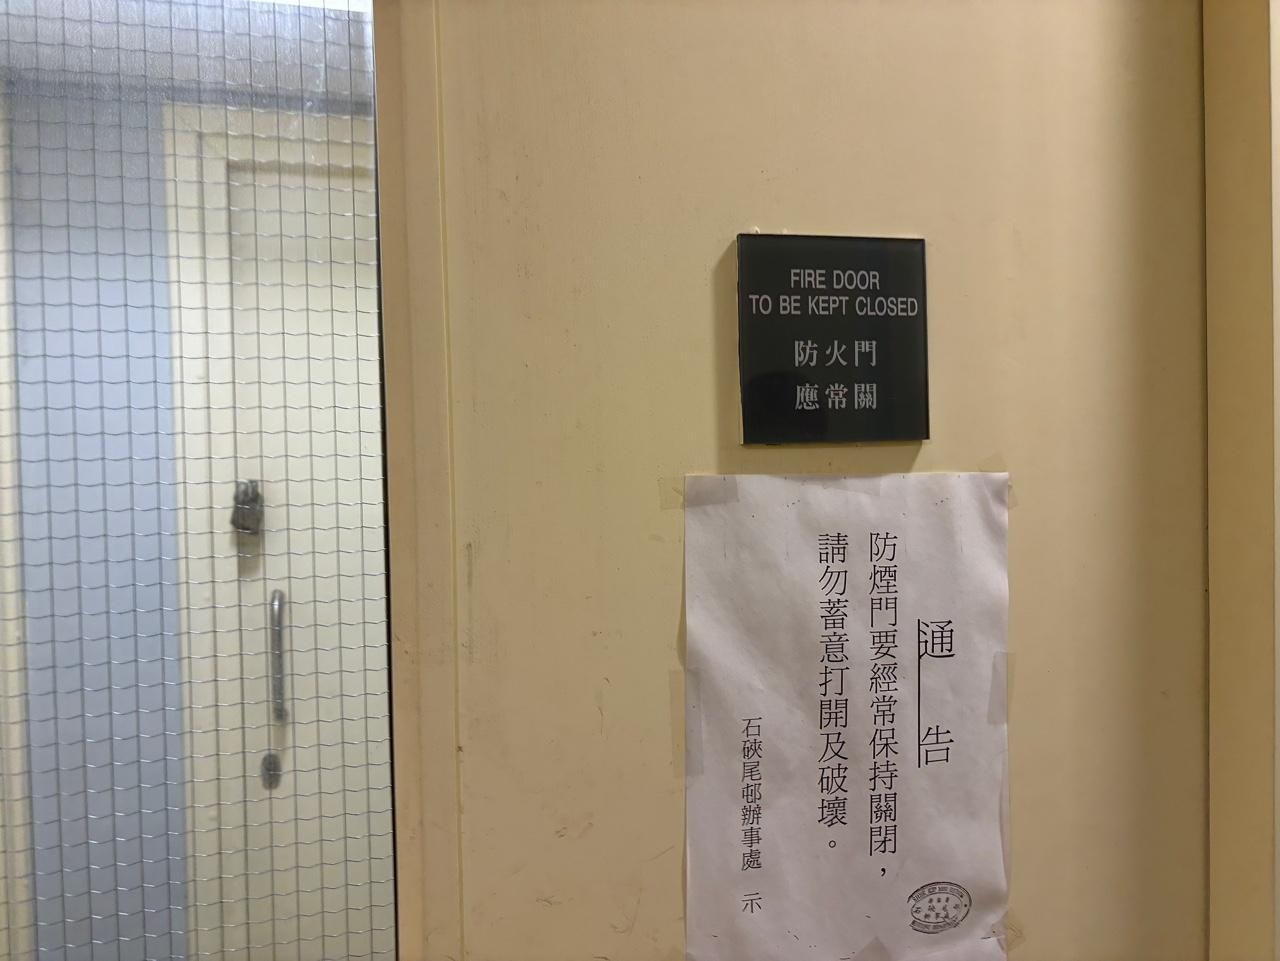 FIRE DOOR
TO BE KEPT CLOSED
防火門
應常關
通告
防煙門要經常保持關閉，
請勿蓄意打開及破壞。
石硤尾邨辦事處 示